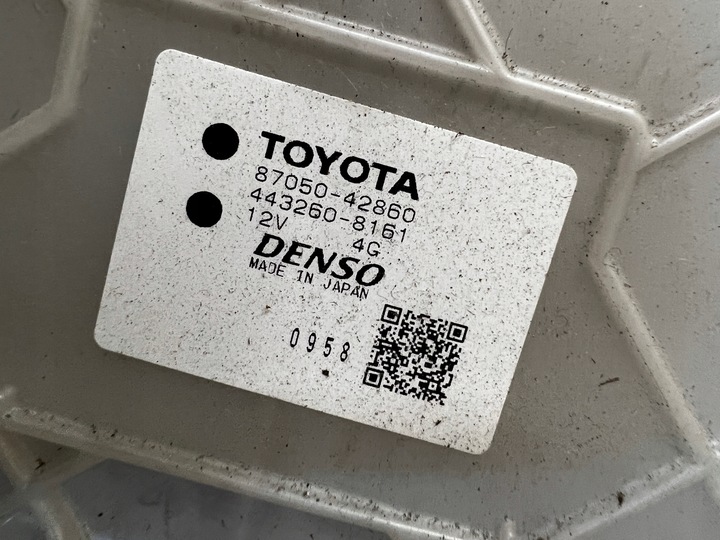 TOYOTA
87050-42860
443260-8161
12V 4G
DENSO
MADE IN JAPAN
0958